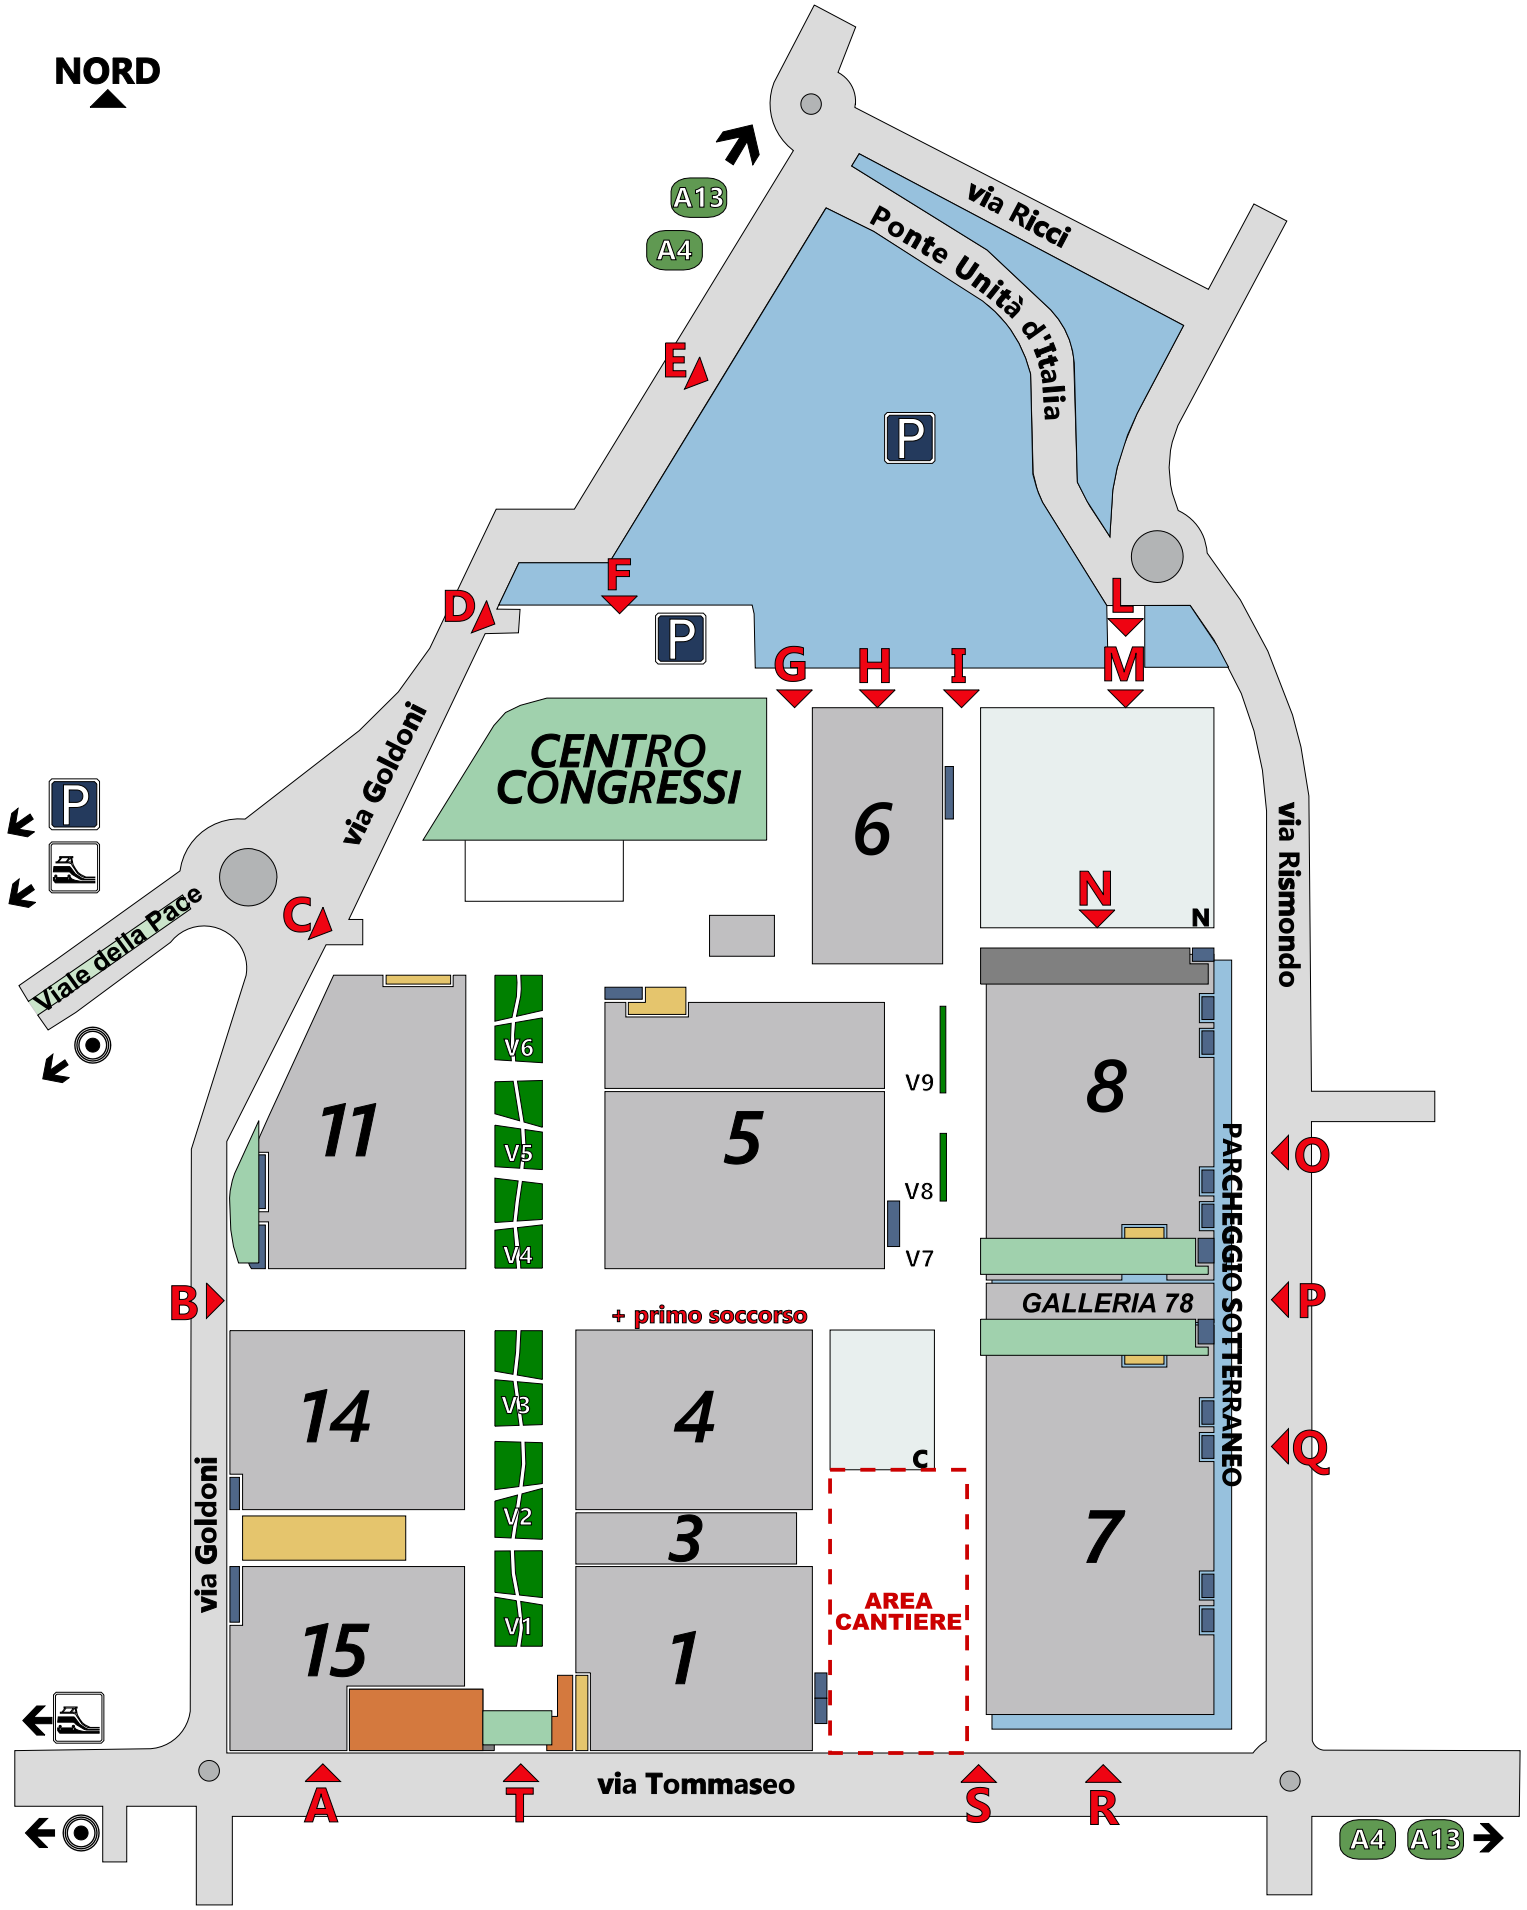 NORD
A13
A4
via Ricci
Ponte Unità d'Italia
E
P
F
D
L
P
G
H
I
M
via Goldoni
CENTRO
CONGRESSI
6
P
via Rismondo
N
N
C
Viale della Pace
V6
11
V5
V4
5
V9
V8
V7
8
PARCHEGGIO SOTTERRANEO
O
B
P
GALLERIA 78
+ primo soccorso
14
V3
4
C
Q
V2
3
7
via Goldoni
AREA
CANTIERE
15
V1
1
A
T
via Tommaseo
S
R
A4
A13